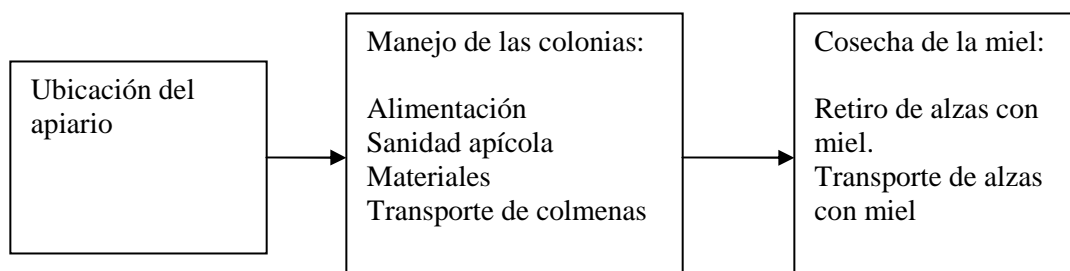 Ubicación del
apiario
Manejo de las colonias:
Alimentación
Sanidad apícola
Materiales
Transporte de colmenas
Cosecha de la miel:
Retiro de alzas con
miel.
Transporte de alzas
con miel